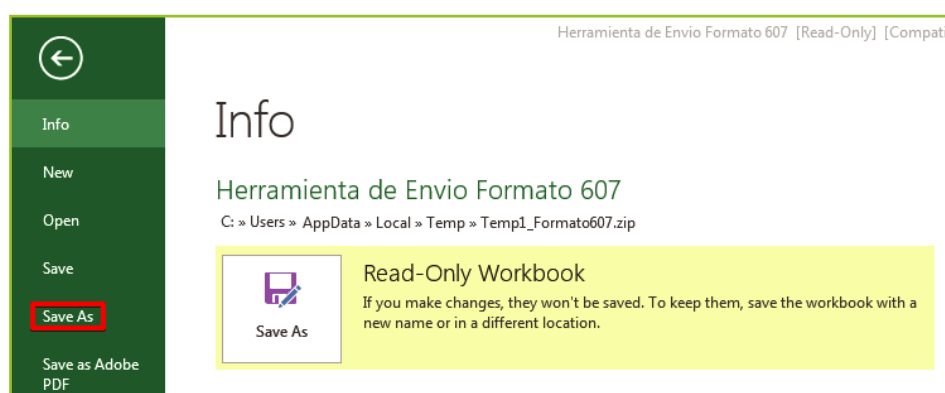 Herramienta de Envio Formato 607 [Read-Only] [Compati
Info
Info
New
Herramienta de Envio Formato 607
Open
C: » Users » AppData » Local » Temp » Temp1_Formato607.zip
Save
Read-Only Workbook
If you make changes, they won't be saved. To keep them, save the workbook with a
new name or in a different location.
Save As
Save As
Save as Adobe
PDF